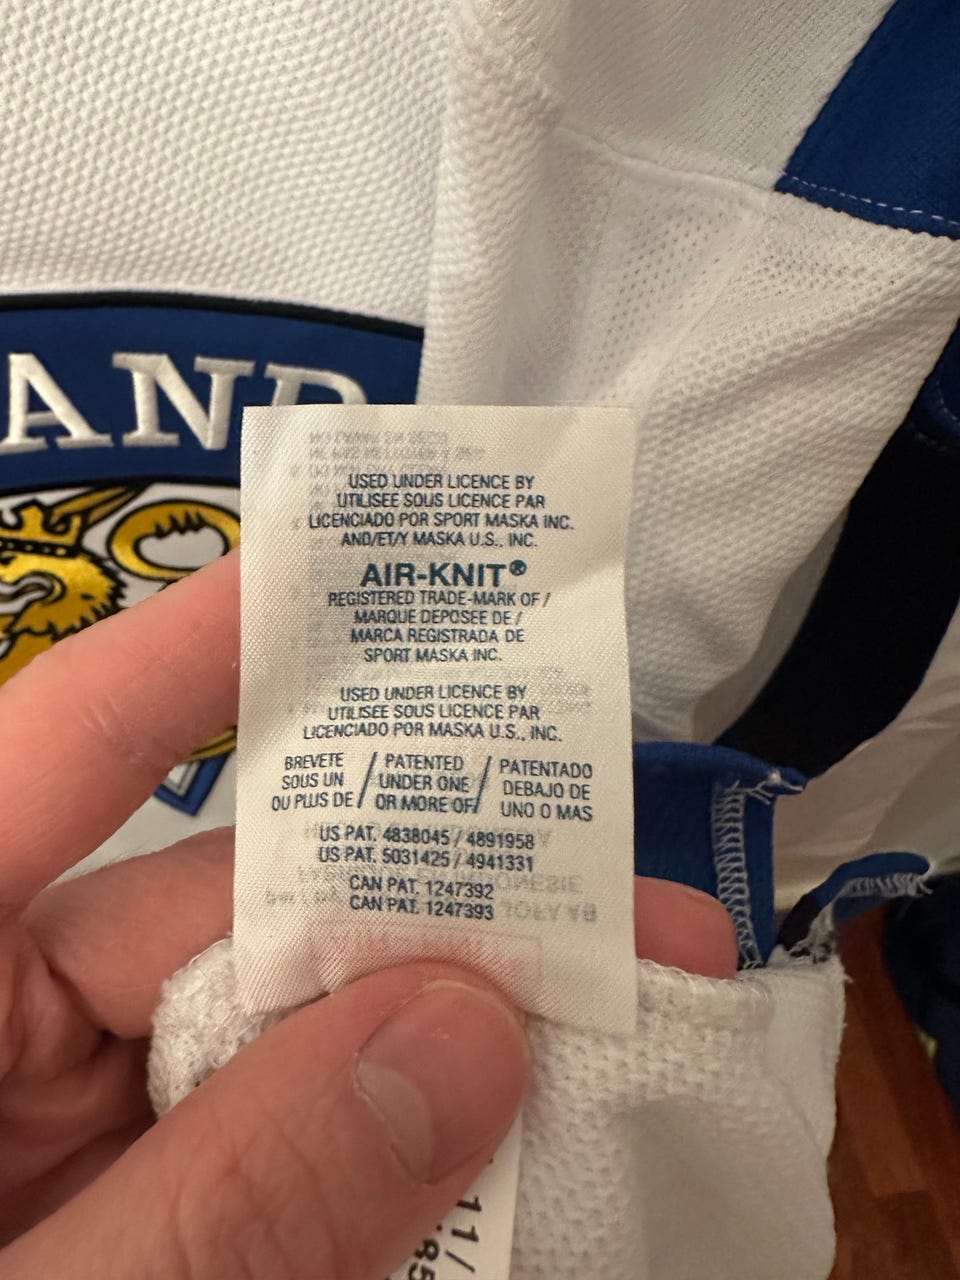 AND
USED UNDER LICENCE BY
UTILISEE SOUS LICENCE PAR
LICENCIADO POR SPORT MASKA INC.
AND/ET/Y MASKA U.S., INC.
AIR-KNIT®
REGISTERED TRADE-MARK OF /
MARQUE DEPOSEE DE /
MARCA REGISTRADA DE
SPORT MASKA INC.
USED UNDER LICENCE BY
UTILISEE SOUS LICENCE PAR
LICENCIADO POR MASKA U.S., INC.
BREVETE / PATENTED / PATENTADO
SOUS UN / UNDER ONE / DEBAJO DE
OU PLUS DE / OR MORE OF / UNO O MAS
US PAT. 4838045 / 4891958
US PAT. 5031425 / 4941331
CAN PAT. 1247392
CAN PAT. 1247393
11/
85